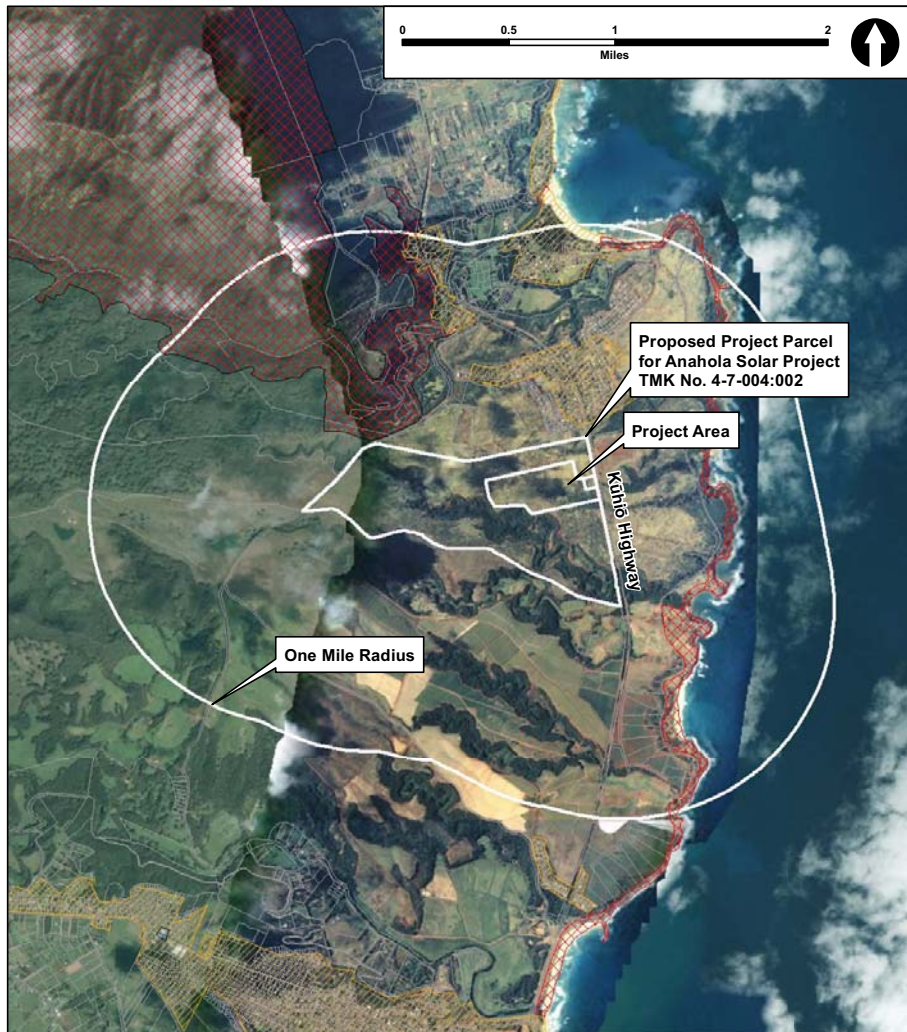 0 0.5 1 2
Miles
Proposed Project Parcel
for Anahola Solar Project
TMK No. 4-7-004:002
Project Area
Kūhiō Highway
One Mile Radius